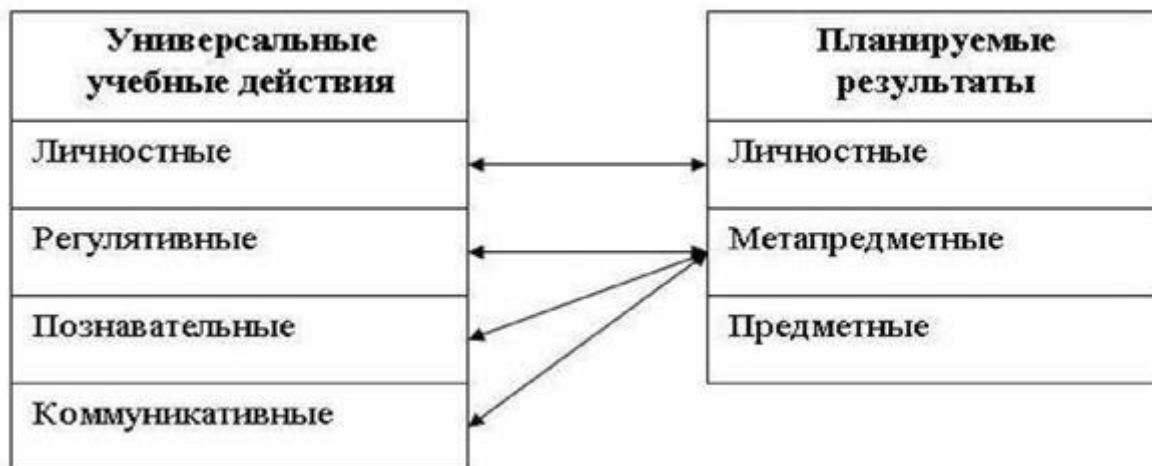 Универсальные
учебные действия
Личностные
Регулятивные
Познавательные
Коммуникативные
Планируемые
результаты
Личностные
Метапредметные
Предметные